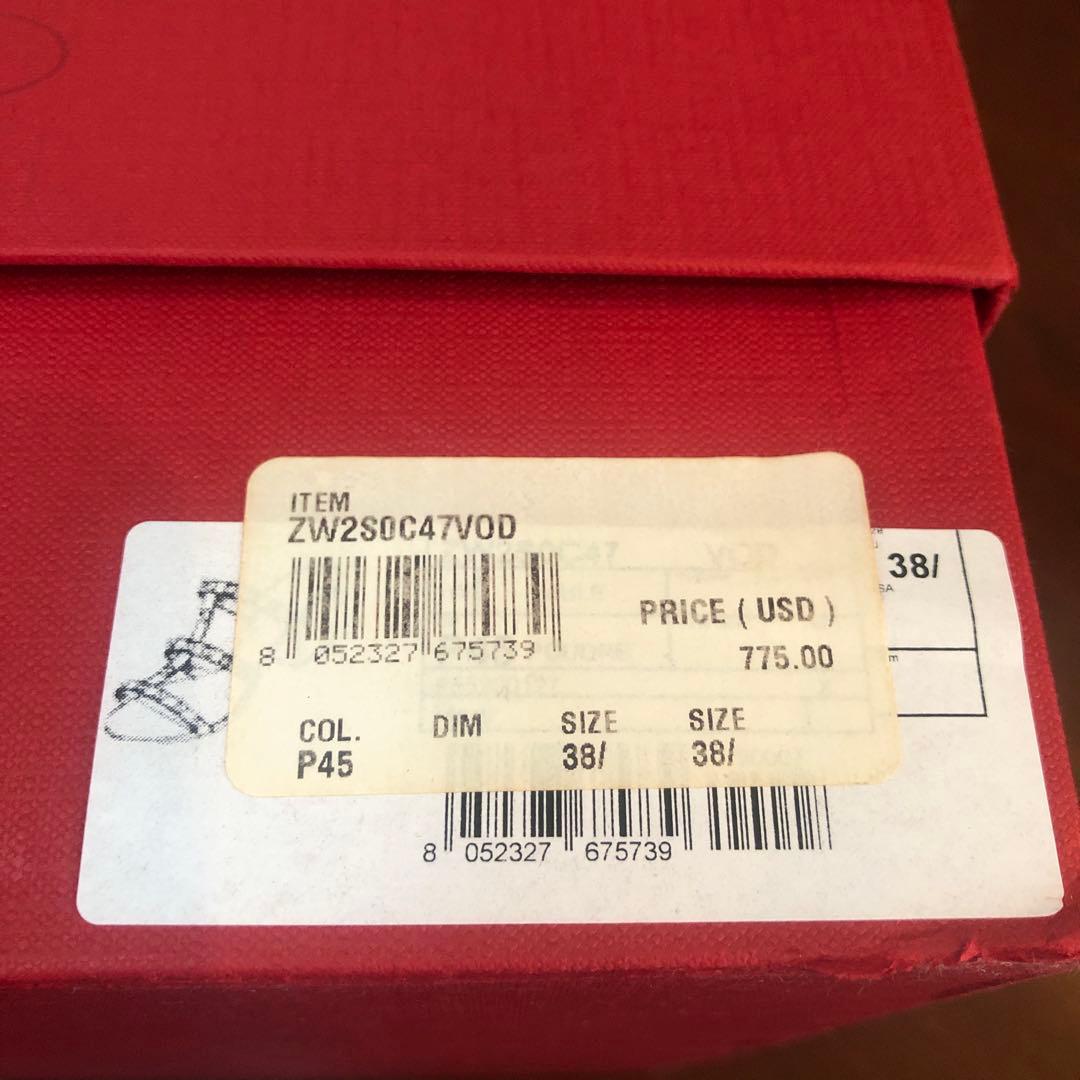 ITEM
ZW2S0C47VOD
8 052327 675739
PRICE ( USD )
775.00
COL. DIM SIZE SIZE
P45 38/ 38/
38/
8 052327 675739